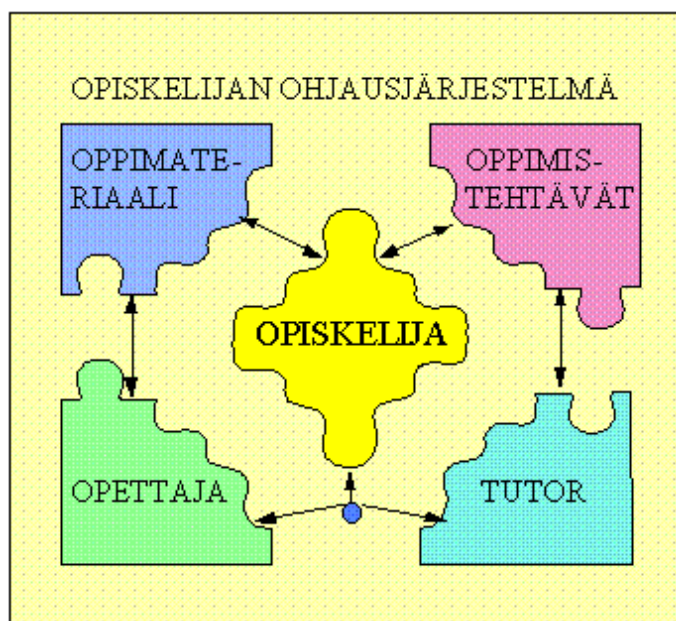 OPISKELIJAN OHJAUSJÄRJESTELMÄ
OPPIMATE-
RIAALI
OPPIMIS-
TEHTÄVÄT
OPISKELIJA
OPETTAJA
TUTOR